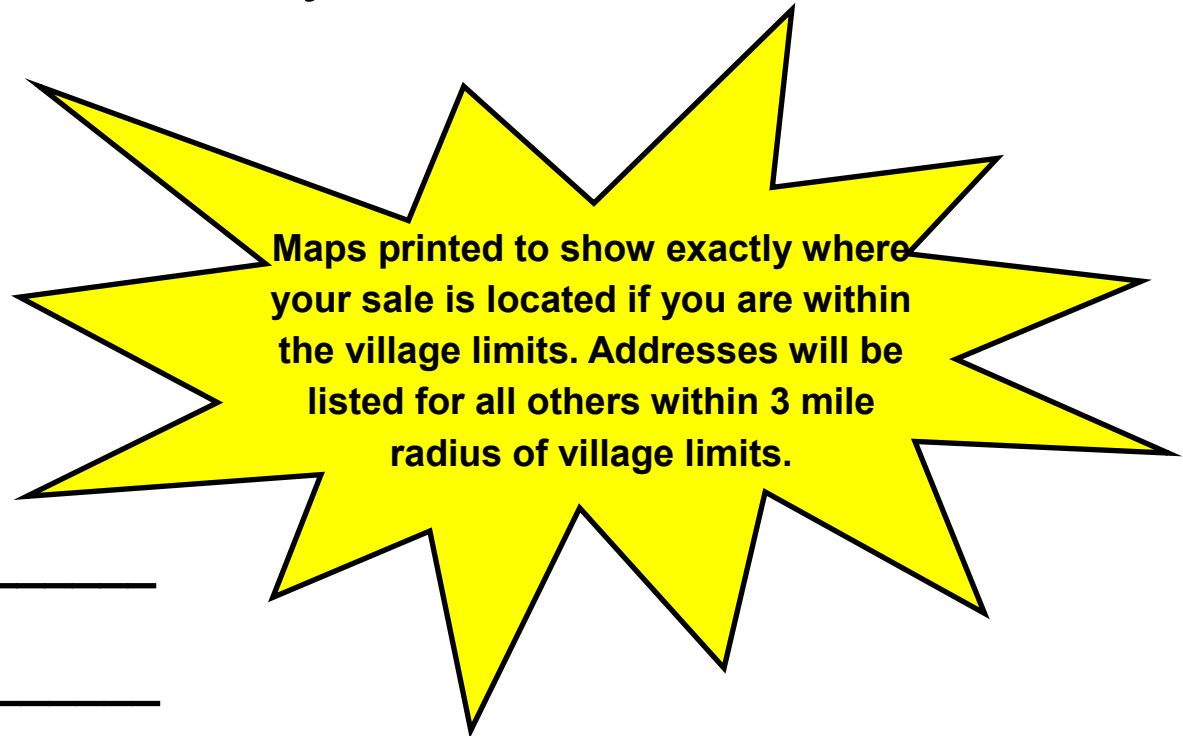 Maps printed to show exactly where
your sale is located if you are within
the village limits. Addresses will be
listed for all others within 3 mile
radius of village limits.